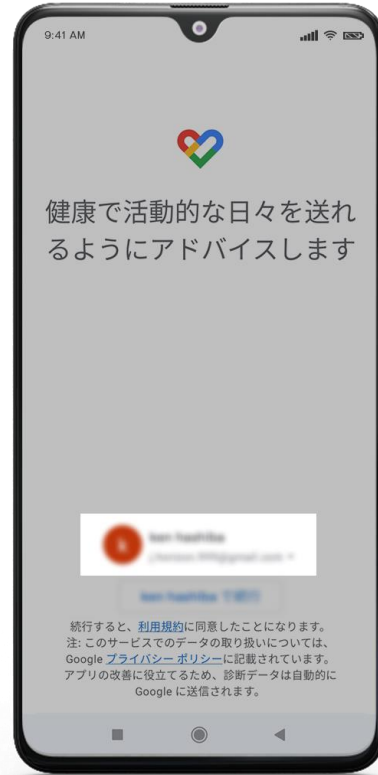 9:41 AM
健康で活動的な日々を送れ
るようにアドバイスします
続行すると、利用規約に同意したことになります。
注: このサービスでのデータの取り扱いについては、
Google プライバシー ポリシーに記載されています。
アプリの改善に役立てるため、診断データは自動的に
Google に送信されます。